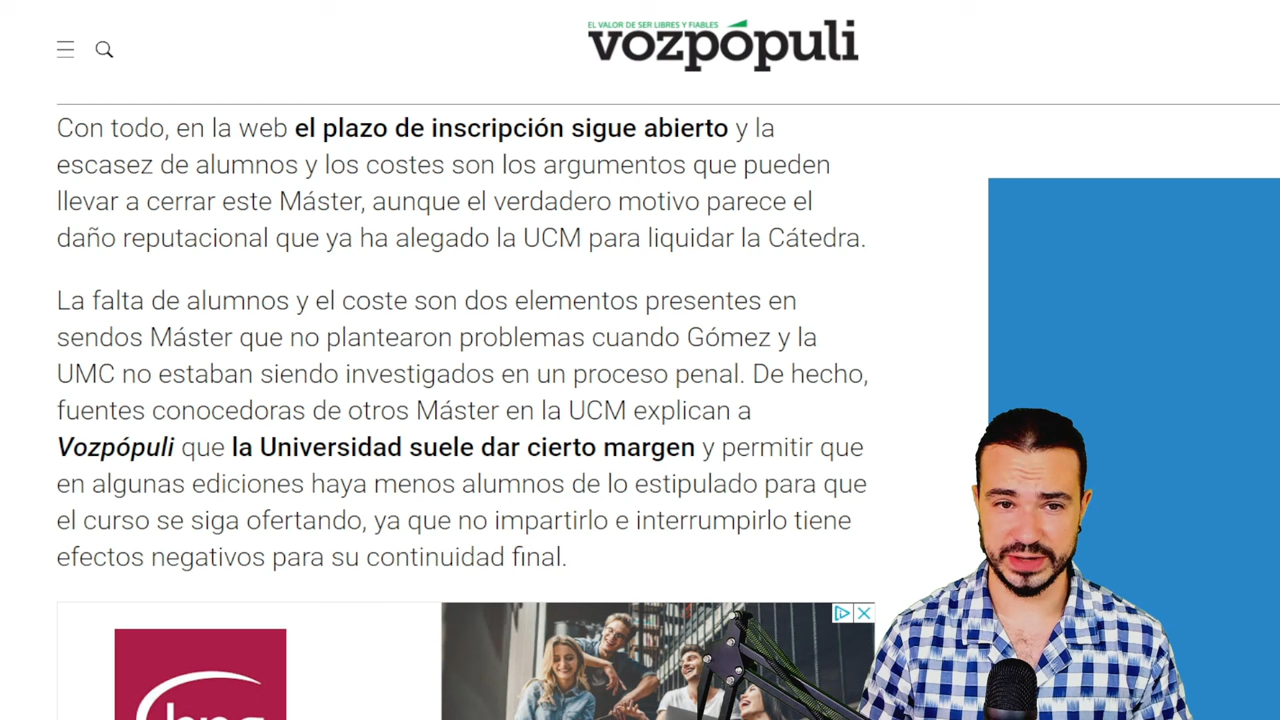 EL VALOR DE SER LIBRES Y FIABLES
vozpópuli
Con todo, en la web el plazo de inscripción sigue abierto y la
escasez de alumnos y los costes son los argumentos que pueden
llevar a cerrar este Máster, aunque el verdadero motivo parece el
daño reputacional que ya ha alegado la UCM para liquidar la Cátedra.
La falta de alumnos y el coste son dos elementos presentes en
sendos Máster que no plantearon problemas cuando Gómez y la
UMC no estaban siendo investigados en un proceso penal. De hecho,
fuentes conocedoras de otros Máster en la UCM explican a
Vozpópuli que la Universidad suele dar cierto margen y permitir que
en algunas ediciones haya menos alumnos de lo estipulado para que
el curso se siga ofertando, ya que no impartirlo e interrumpirlo tiene
efectos negativos para su continuidad final.